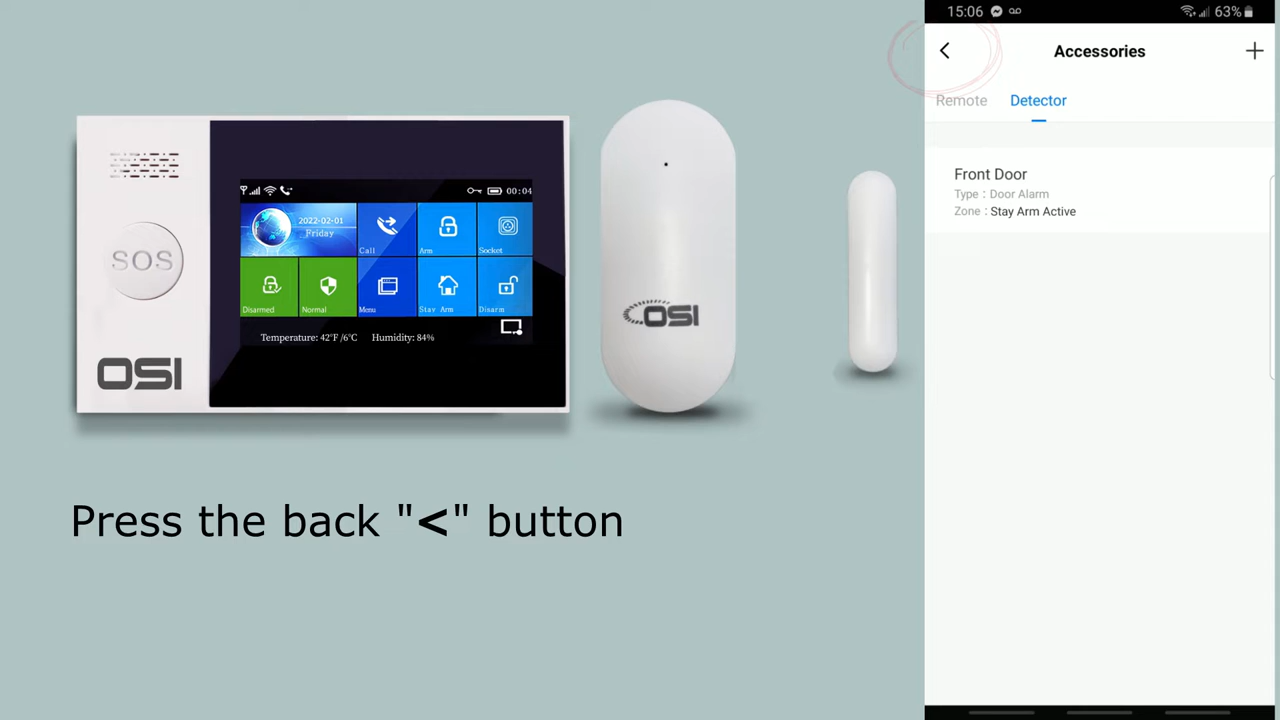 SOS
OSI
00:04
2022-02-01
Friday
Call
Arm
Socket
Disarmed
Normal
Menu
Stay Arm
Disarm
Temperature: 42°F /6°C Humidity: 84%
OSI
Press the back "<" button
15:06 63%
Accessories
Remote Detector
Front Door
Type : Door Alarm
Zone : Stay Arm Active